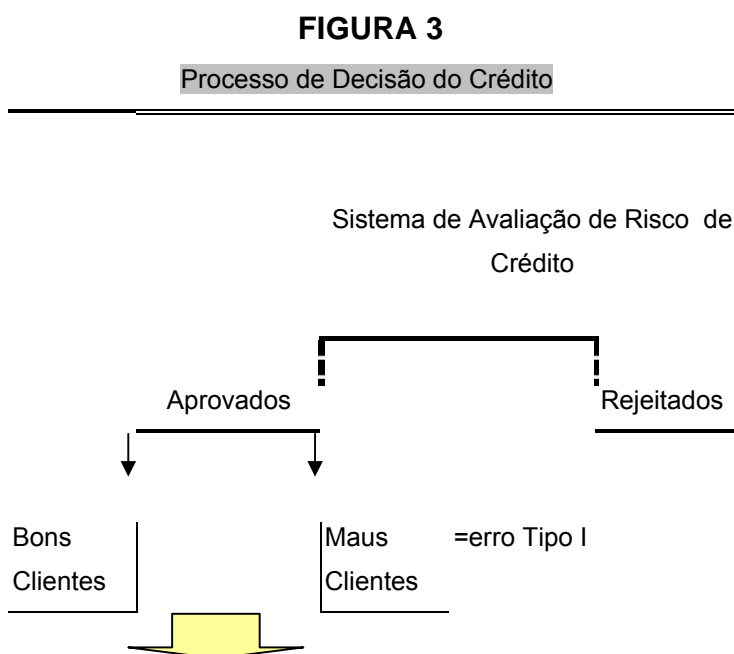 FIGURA 3
Processo de Decisão do Crédito
Sistema de Avaliação de Risco de
Crédito
Aprovados
Rejeitados
Bons
Clientes
Maus
Clientes
=erro Tipo I